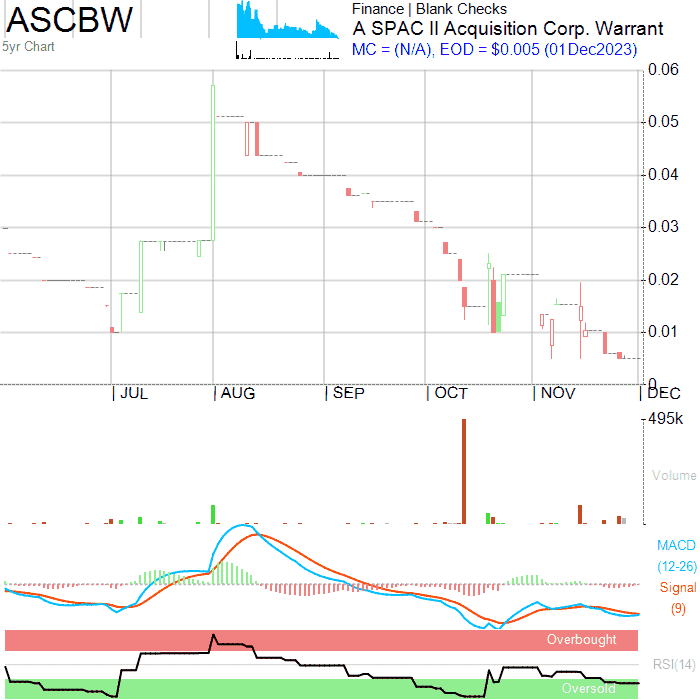 ASCBW
5yr Chart
Finance | Blank Checks
A SPAC II Acquisition Corp. Warrant
MC = (N/A), EOD = $0.005 (01Dec2023)
0.06
0.05
0.04
0.03
0.02
0.01
0
| JUL | AUG | SEP | OCT | NOV | DEC
495k
Volume
MACD
(12-26)
Signal
(9)
Overbought
RSI(14)
Oversold